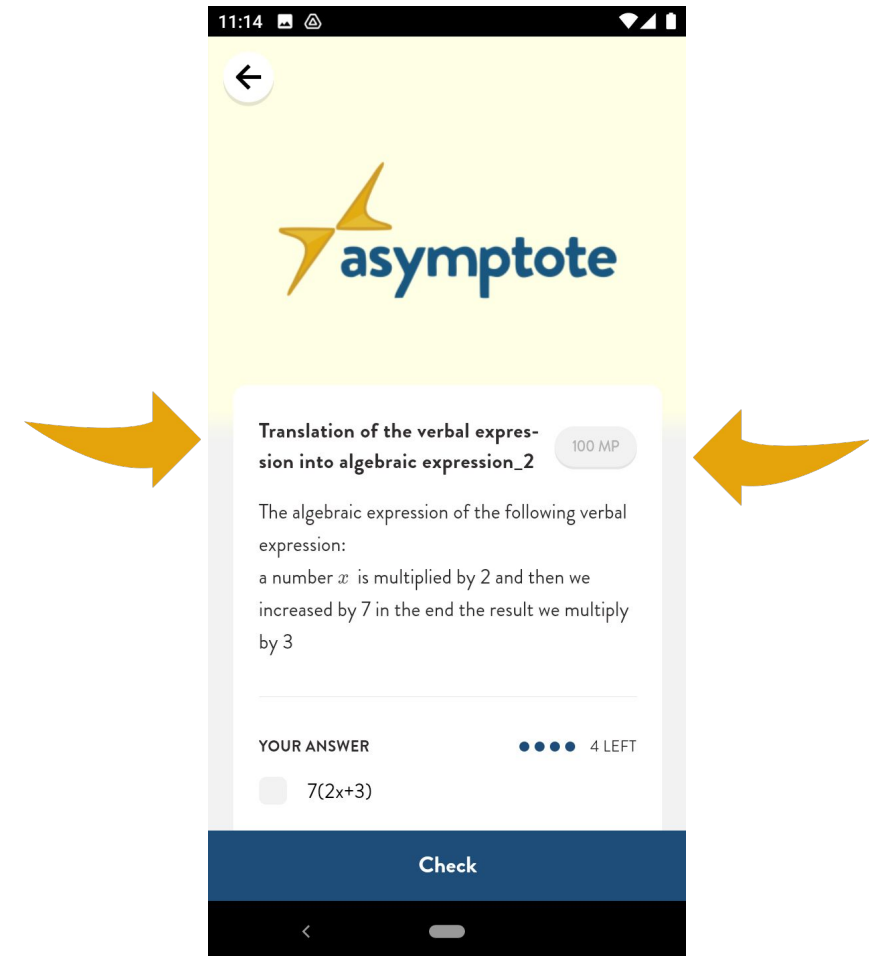 11:14
asymptote
Translation of the verbal expres-
sion into algebraic expression_2
100 MP
The algebraic expression of the following verbal
expression:
a number x is multiplied by 2 and then we
increased by 7 in the end the result we multiply
by 3
YOUR ANSWER
4 LEFT
7(2x+3)
Check